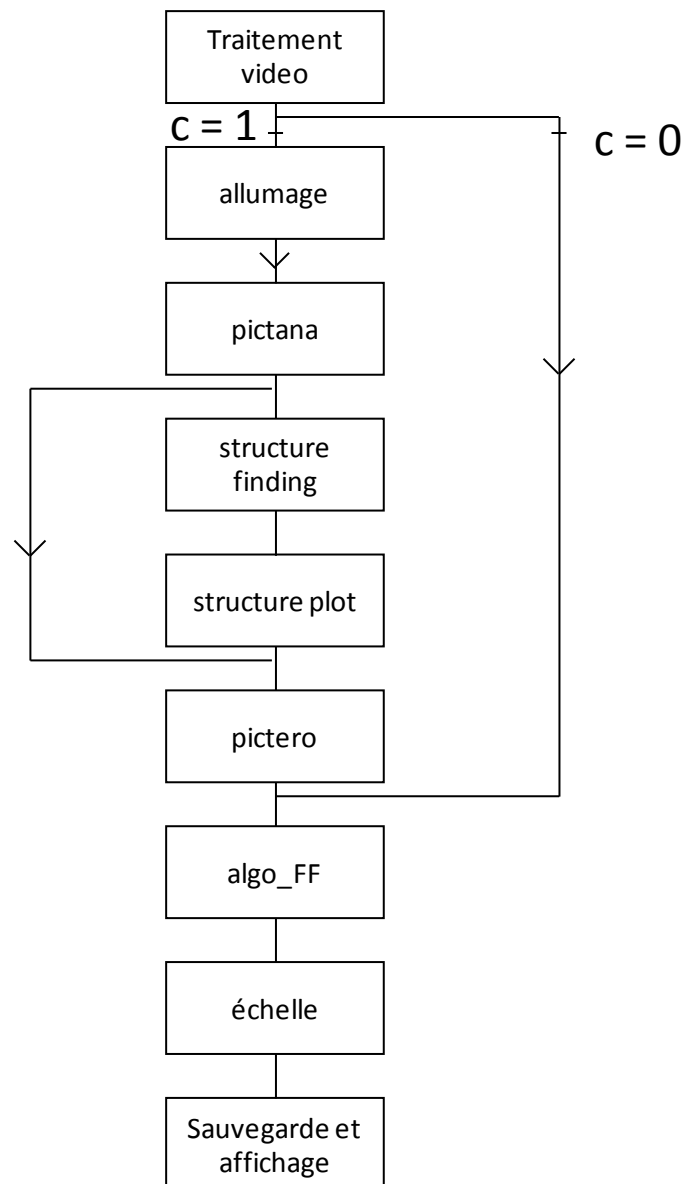 Traitement
video
c = 1
c = 0
allumage
pictana
structure
finding
structure plot
pictero
algo_FF
échelle
Sauvegarde et
affichage